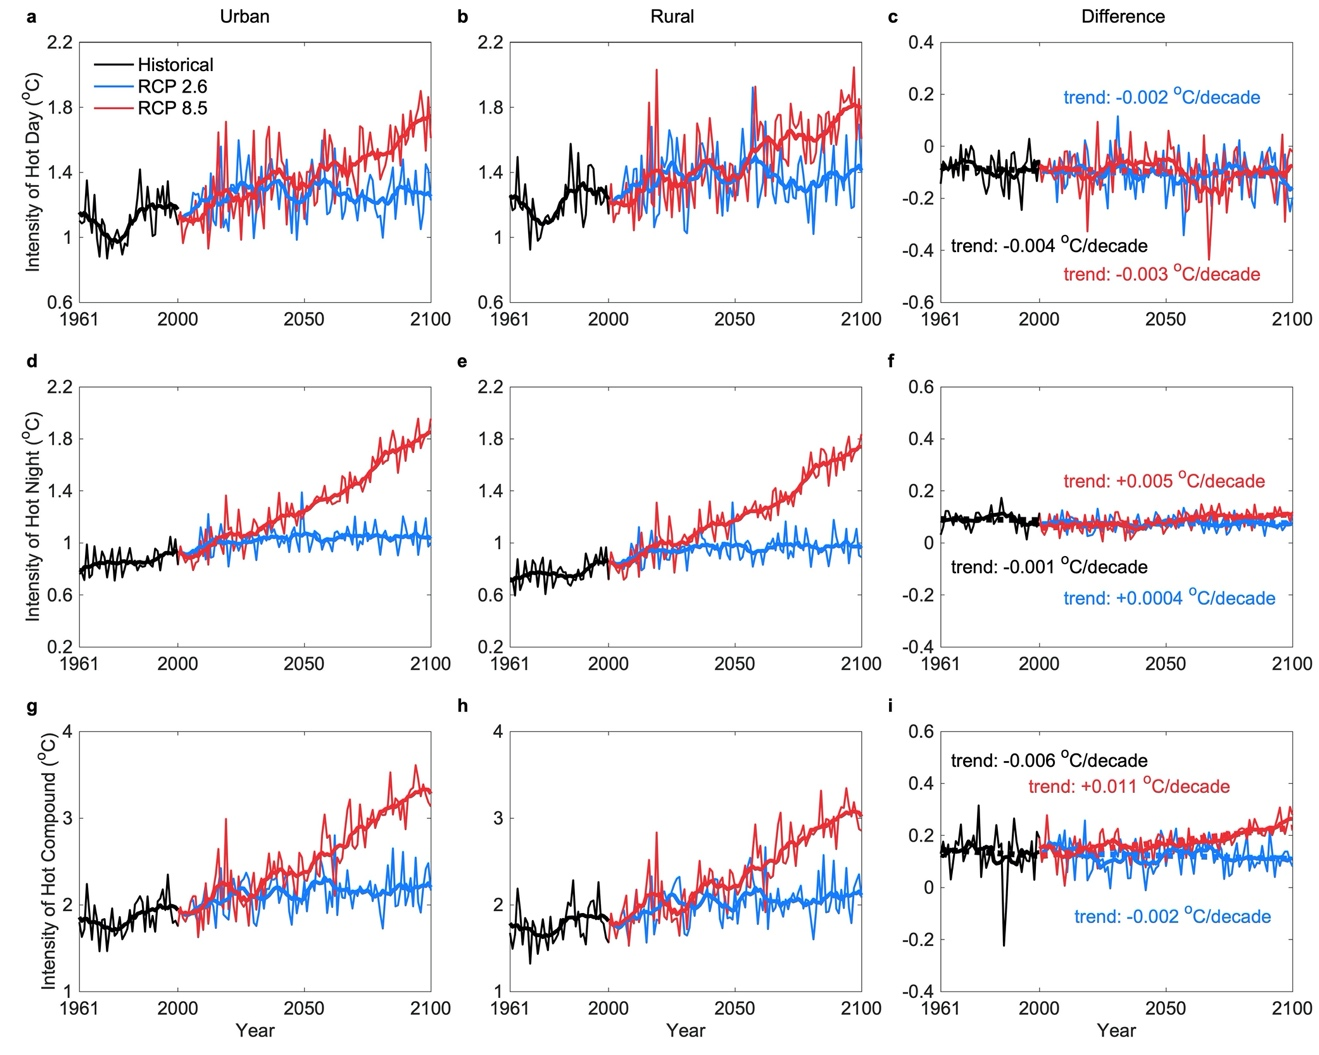 a Urban b Rural c Difference
2.2 2.2 0.4
Historical
RCP 2.6
RCP 8.5
Intensity of Hot Day (°C)
1.8 1.8 0.2
trend: -0.002 °C/decade
0
1.4 1.4
-0.2
1 1
trend: -0.004 °C/decade
-0.4
trend: -0.003 °C/decade
0.6 0.6 -0.6
1961 2000 2050 2100 1961 2000 2050 2100 1961 2000 2050 2100
d e f
2.2 2.2 0.6
Intensity of Hot Night (°C)
1.8 1.8 0.4
trend: +0.005 °C/decade
1.4 1.4 0.2
1 1 0
trend: -0.001 °C/decade
0.6 0.6 -0.2
trend: +0.0004 °C/decade
0.2 0.2 -0.4
1961 2000 2050 2100 1961 2000 2050 2100 1961 2000 2050 2100
g h i
4 4 0.6
Intensity of Hot Compound (°C)
trend: -0.006 °C/decade
0.4
trend: +0.011 °C/decade
3 3
0.2
0
2 2
trend: -0.002 °C/decade
-0.2
1 1 -0.4
1961 2000 2050 2100 1961 2000 2050 2100 1961 2000 2050 2100
Year Year Year